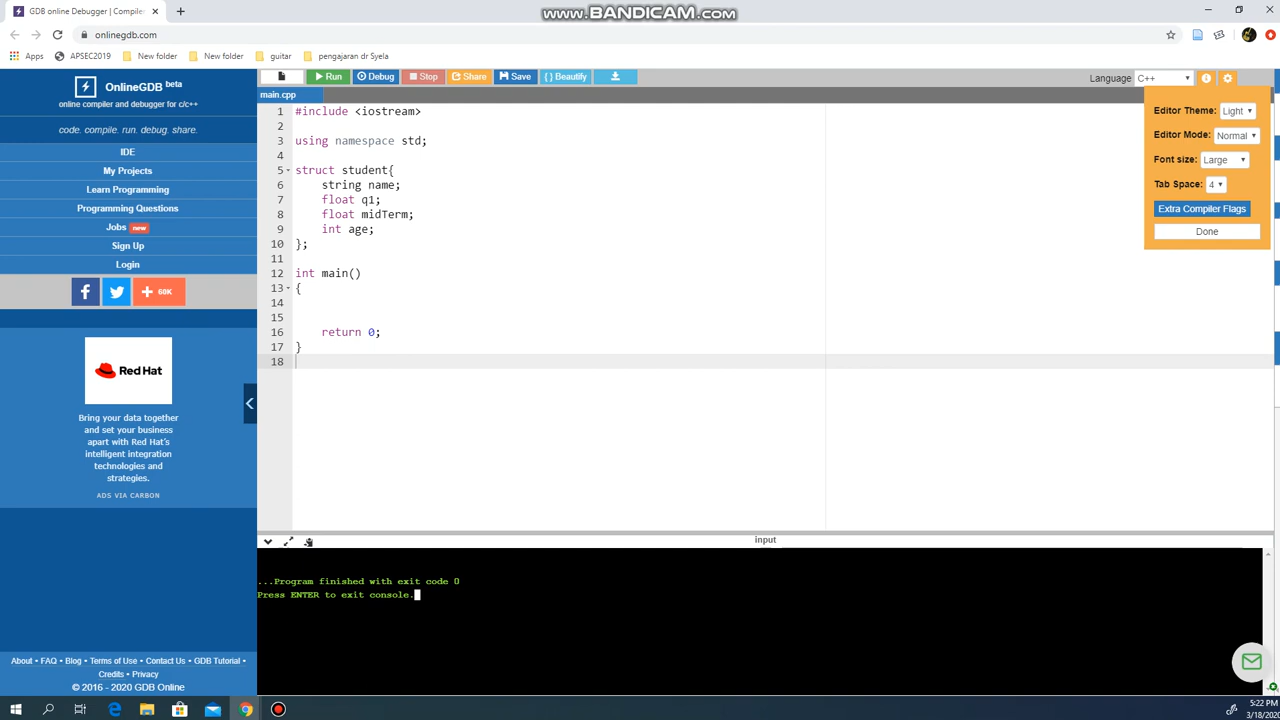 GDB online Debugger | Compiler
www.BANDICAM.com
onlinegdb.com
Apps
APSEC2019
New folder
New folder
guitar
pengajaran dr Syela
OnlineGDB beta
online compiler and debugger for c/c++
code. compile. run. debug. share.
IDE
My Projects
Learn Programming
Programming Questions
Jobs new
Sign Up
Login
60K
Red Hat
Bring your data together
and set your business
apart with Red Hat's
intelligent integration
technologies and
strategies.
ADS VIA CARBON
About • FAQ • Blog • Terms of Use • Contact Us • GDB Tutorial •
Credits • Privacy
© 2016 - 2020 GDB Online
Run Debug Stop Share Save { } Beautify
Language C++
main.cpp
Editor Theme: Light
Editor Mode: Normal
Font size: Large
Tab Space: 4
Extra Compiler Flags
Done
1 #include <iostream>
2
3 using namespace std;
4
5 struct student{
6 string name;
7 float q1;
8 float midTerm;
9 int age;
10 };
11
12 int main()
13 {
14
15
16 return 0;
17 }
18
input
...Program finished with exit code 0
Press ENTER to exit console.
5:22 PM
3/18/2020